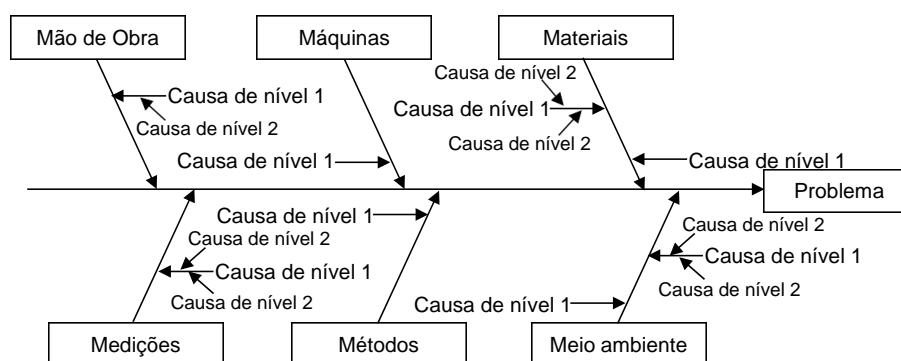 Mão de Obra
Máquinas
Materiais
Causa de nível 2
Causa de nível 1
Causa de nível 1
Causa de nível 2
Causa de nível 2
Causa de nível 1
Causa de nível 1
Problema
Causa de nível 1
Causa de nível 2
Causa de nível 2
Causa de nível 1
Causa de nível 1
Causa de nível 2
Causa de nível 2
Causa de nível 1
Medições
Métodos
Meio ambiente